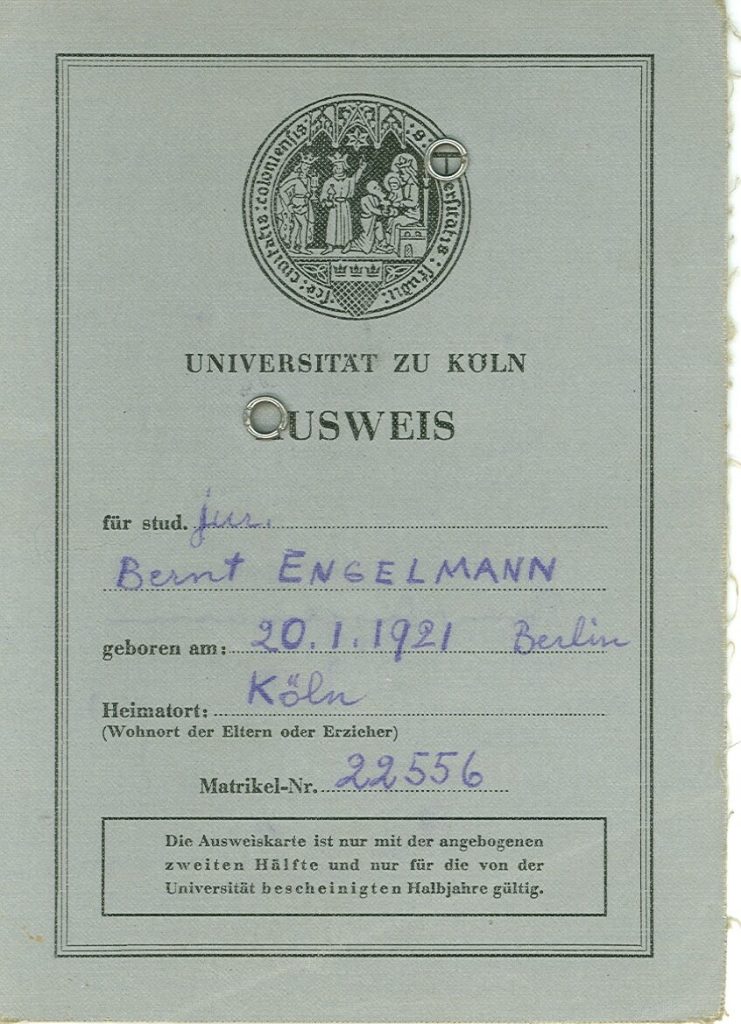 UNIVERSITÄT ZU KÖLN
AUSWEIS
für stud. jur.
Bernt ENGELMANN
geboren am: 20.1.1921 Berlin
Heimatort: Köln
(Wohnort der Eltern oder Erzieher)
Matrikel-Nr. 22556
Die Ausweiskarte ist nur mit der angebogenen
zweiten Hälfte und nur für die von der
Universität bescheinigten Halbjahre gültig.